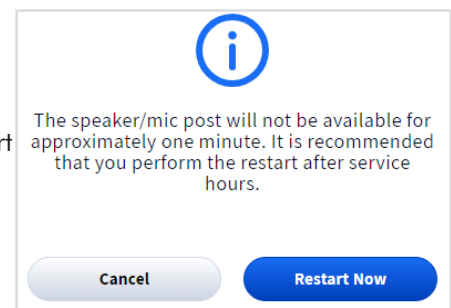 The speaker/mic post will not be available for
rt
approximately one minute. It is recommended
that you perform the restart after service
hours.
Cancel
Restart Now